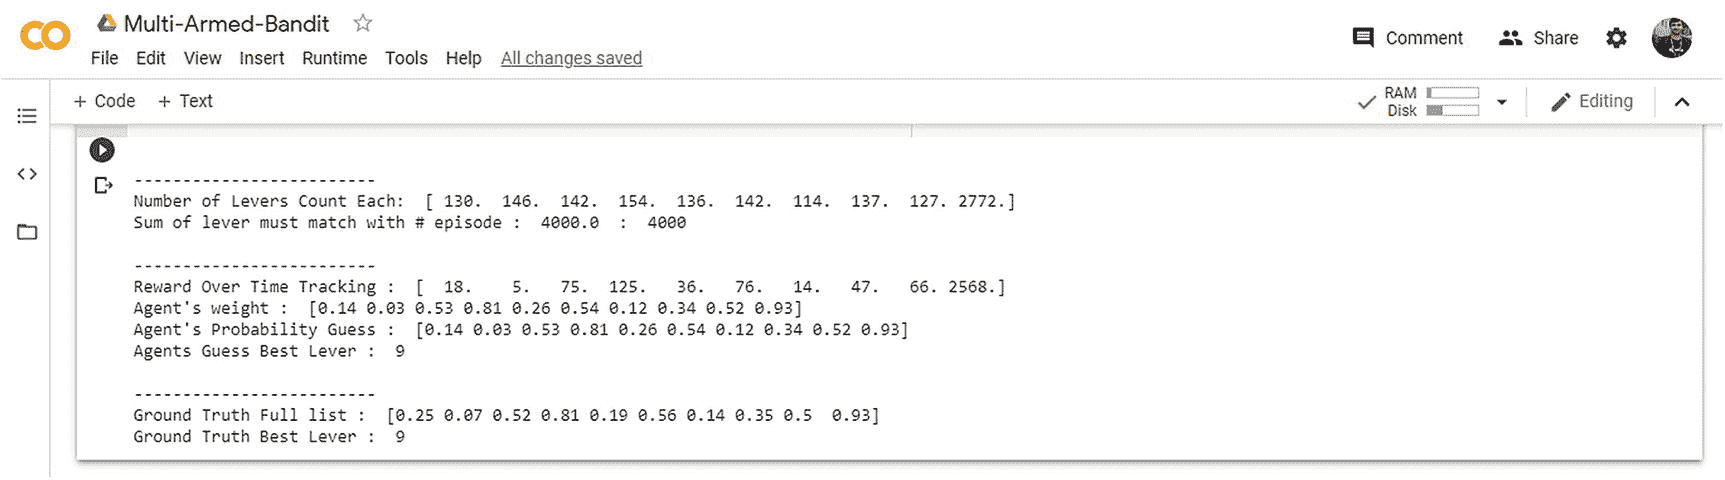 CO Multi-Armed-Bandit
File Edit View Insert Runtime Tools Help All changes saved
Comment Share
+ Code + Text
RAM
Disk
Editing
-------------------------
Number of Levers Count Each:  [ 130.  146.  142.  154.  136.  142.  114.  137.  127. 2772.]
Sum of lever must match with # episode :  4000.0  :  4000
-------------------------
Reward Over Time Tracking :  [  18.    5.   75.  125.   36.   76.   14.   47.   66. 2568.]
Agent's weight :  [0.14 0.03 0.53 0.81 0.26 0.54 0.12 0.34 0.52 0.93]
Agent's Probability Guess :  [0.14 0.03 0.53 0.81 0.26 0.54 0.12 0.34 0.52 0.93]
Agents Guess Best Lever :  9
-------------------------
Ground Truth Full list :  [0.25 0.07 0.52 0.81 0.19 0.56 0.14 0.35 0.5  0.93]
Ground Truth Best Lever :  9